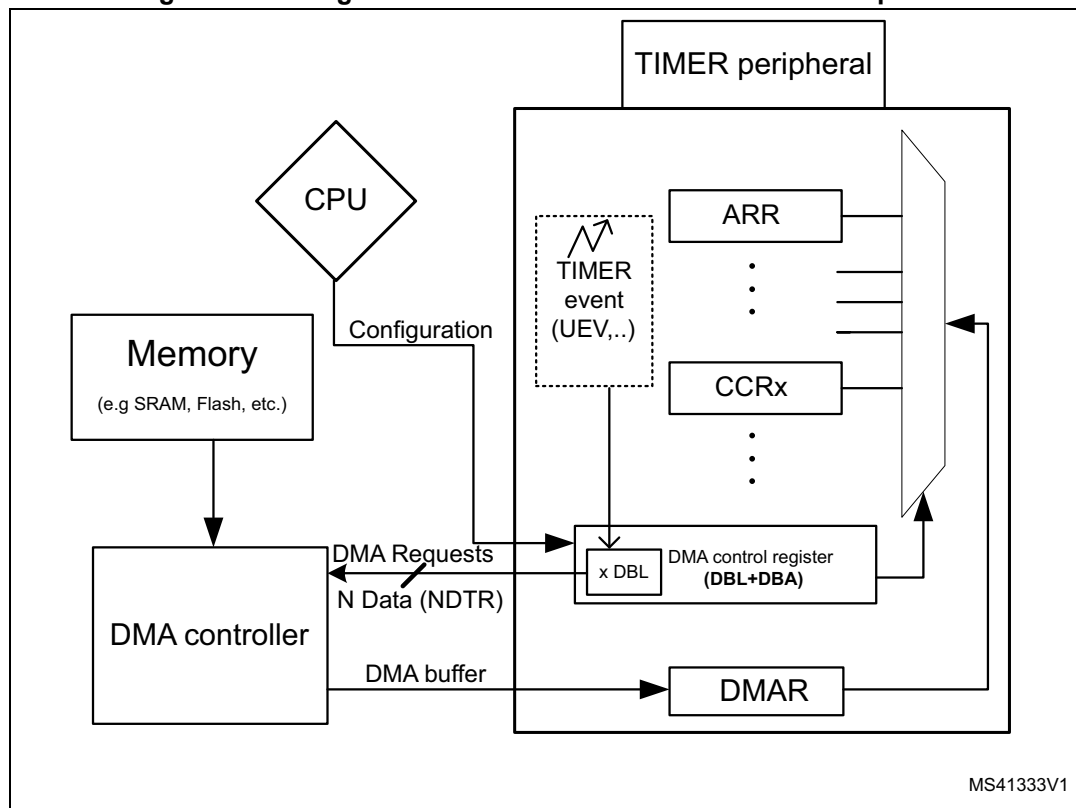 TIMER peripheral
CPU
ARR
TIMER
event
(UEV,..)
Configuration
Memory
(e.g SRAM, Flash, etc.)
CCRx
DMA Requests
N Data (NDTR)
x DBL
DMA control register
(DBL+DBA)
DMA controller
DMA buffer
DMAR
MS41333V1